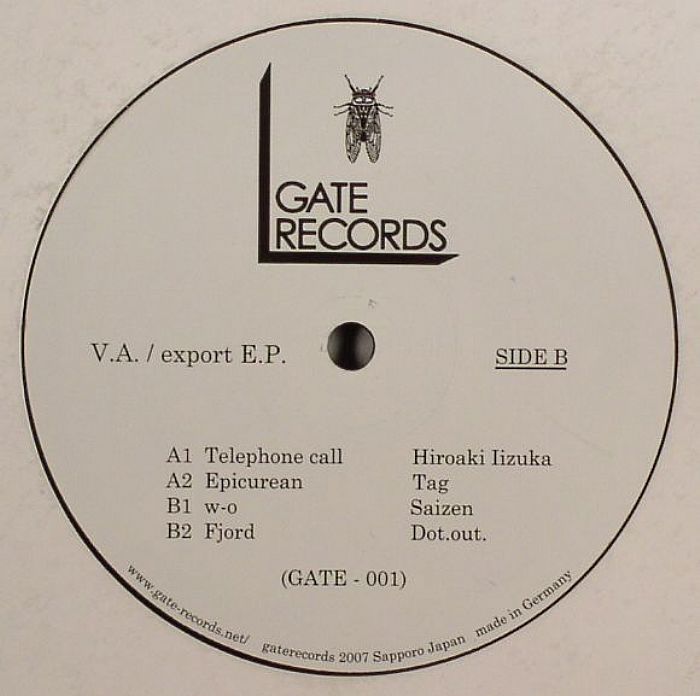 GATE
RECORDS
V.A. / export E.P. SIDE B
A1 Telephone call Hiroaki Iizuka
A2 Epicurean Tag
B1 w-o Saizen
B2 Fjord Dot.out.
(GATE - 001)
www.gate-records.net/ gaterecords 2007 Sapporo Japan made in Germany